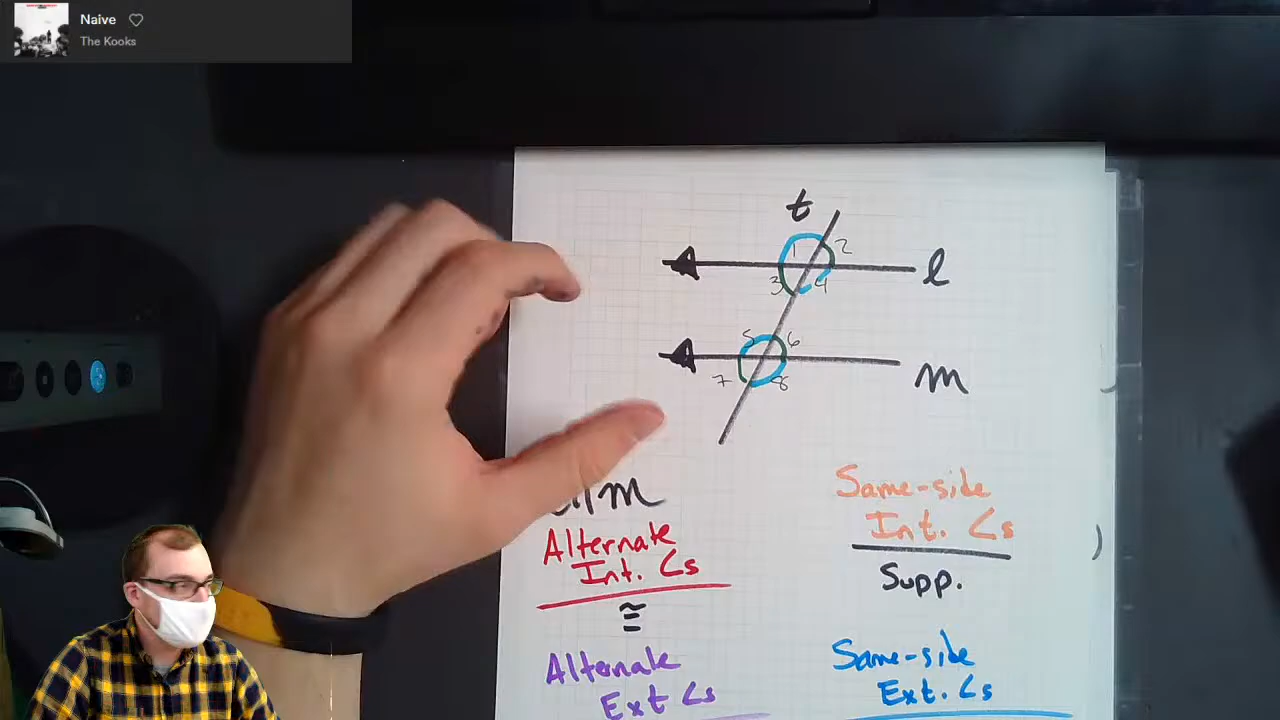 Naive
The Kooks
t
1 2
3 4
l
5 6
7 8
m
m
Alternate
Int. ∠s
≅
Same-side
Int. ∠s
Supp.
Alternate
Ext ∠s
Same-side
Ext. ∠s